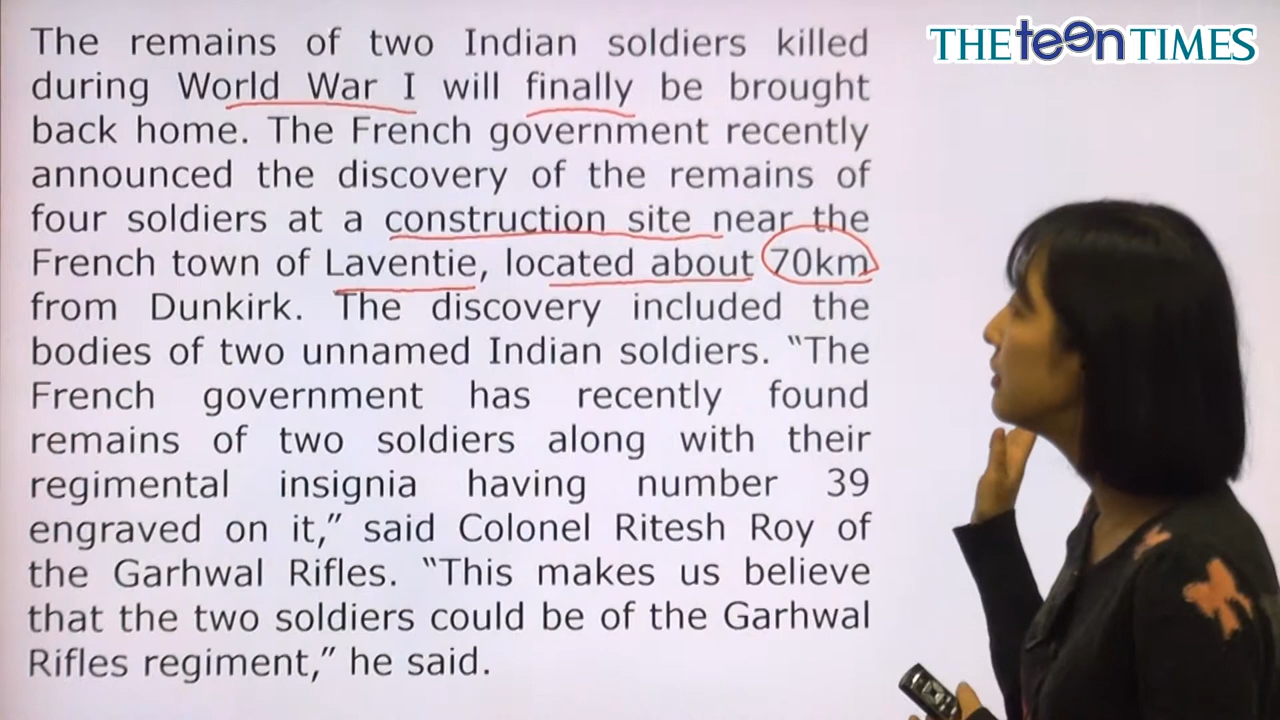 THE teen TIMES
The remains of two Indian soldiers killed
during World War I will finally be brought
back home. The French government recently
announced the discovery of the remains of
four soldiers at a construction site near the
French town of Laventie, located about 70km
from Dunkirk. The discovery included the
bodies of two unnamed Indian soldiers. “The
French government has recently found
remains of two soldiers along with their
regimental insignia having number 39
engraved on it,” said Colonel Ritesh Roy of
the Garhwal Rifles. “This makes us believe
that the two soldiers could be of the Garhwal
Rifles regiment,” he said.